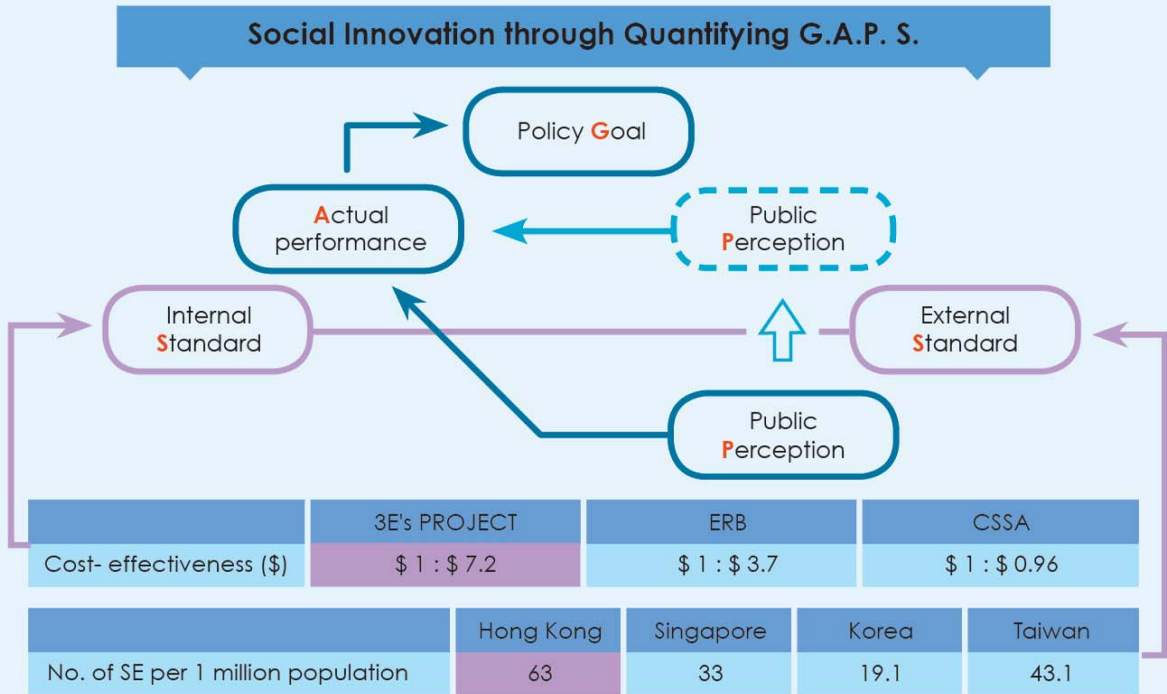 Social Innovation through Quantifying G.A.P. S.
Policy Goal
Actual
performance
Public
Perception
Internal
Standard
External
Standard
Public
Perception
3E's PROJECT ERB CSSA
Cost- effectiveness ($) $ 1 : $ 7.2 $ 1 : $ 3.7 $ 1 : $ 0.96
Hong Kong Singapore Korea Taiwan
No. of SE per 1 million population 63 33 19.1 43.1